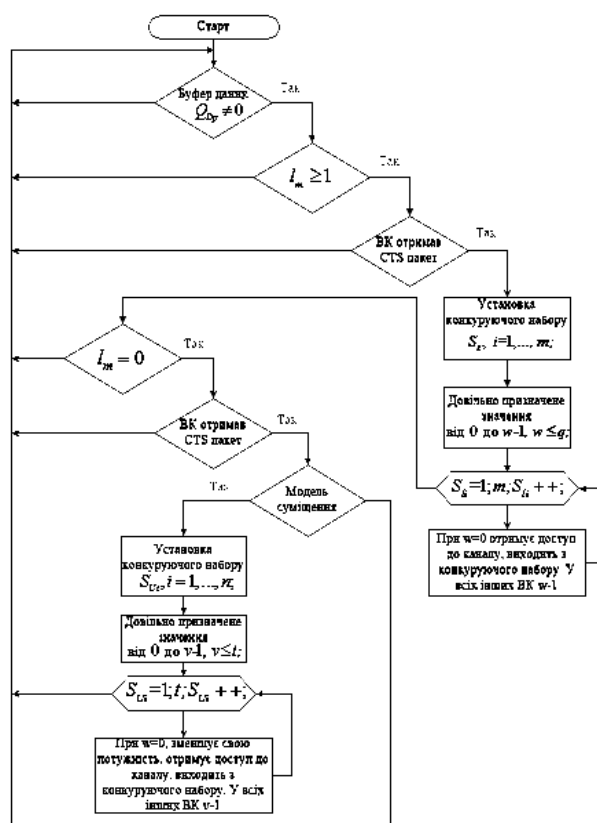 Старт
Буфер даних
Q_Dy ≠ 0
Так
l_m ≥ 1
Так
ВК отримав
CTS пакет
Так
Установка
конкуруючого набору
S_i, i=1,..., m;
l_m = 0
Так
Довільно призначене
значення
від 0 до w-1, w ≤q;
ВК отримав
CTS пакет
Так
S_Li=1; m; S_Li ++;
Модель
суміщення
Так
При w=0 отримує доступ
до каналу, виходить з
конкуруючого набору. У
всіх інших ВК w-1
Установка
конкуруючого набору
S_Ui, i = 1,..., n;
Довільно призначене
значення
від 0 до v-1, v≤t;
S_Ui=1; t; S_Ui ++;
При w=0, зменшує свою
потужність, отримує доступ до
каналу, виходить з
конкуруючого набору. У всіх
інших ВК v-1